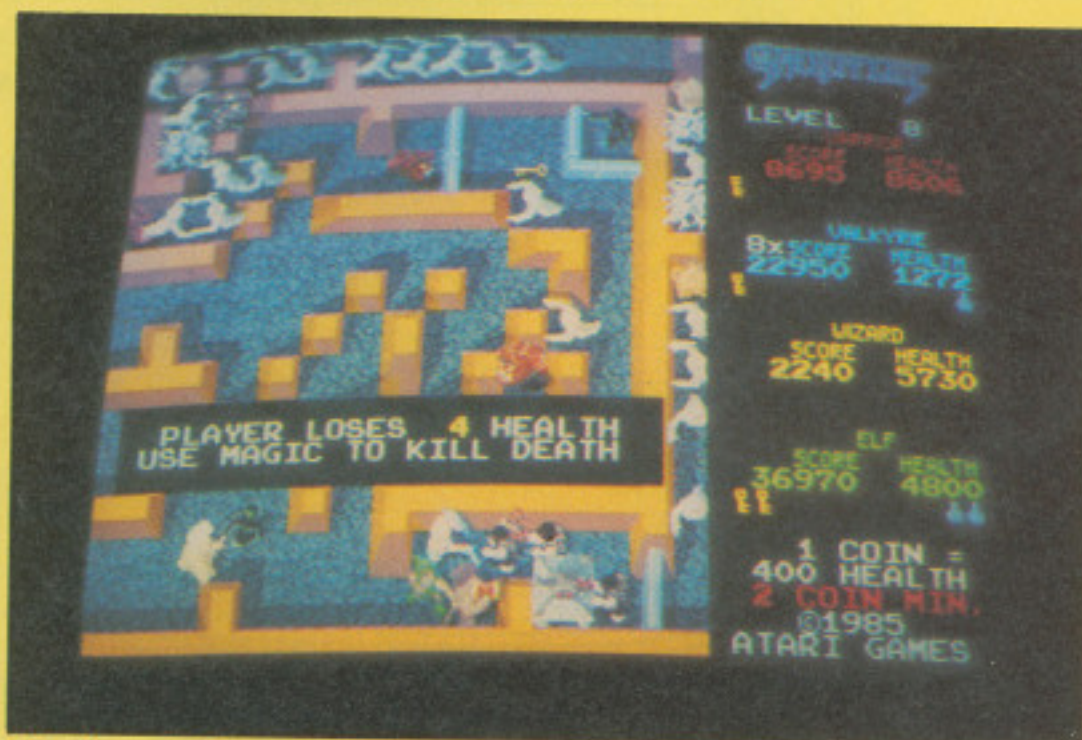 PLAYER LOSES 4 HEALTH
USE MAGIC TO KILL DEATH
GAUNTLET
LEVEL 8
WARRIOR
SCORE HEALTH
8695 8606
VALKYRIE
8x SCORE HEALTH
22950 1272
WIZARD
SCORE HEALTH
2240 5730
ELF
SCORE HEALTH
36970 4800
1 COIN =
400 HEALTH
2 COIN MIN.
©1985
ATARI GAMES